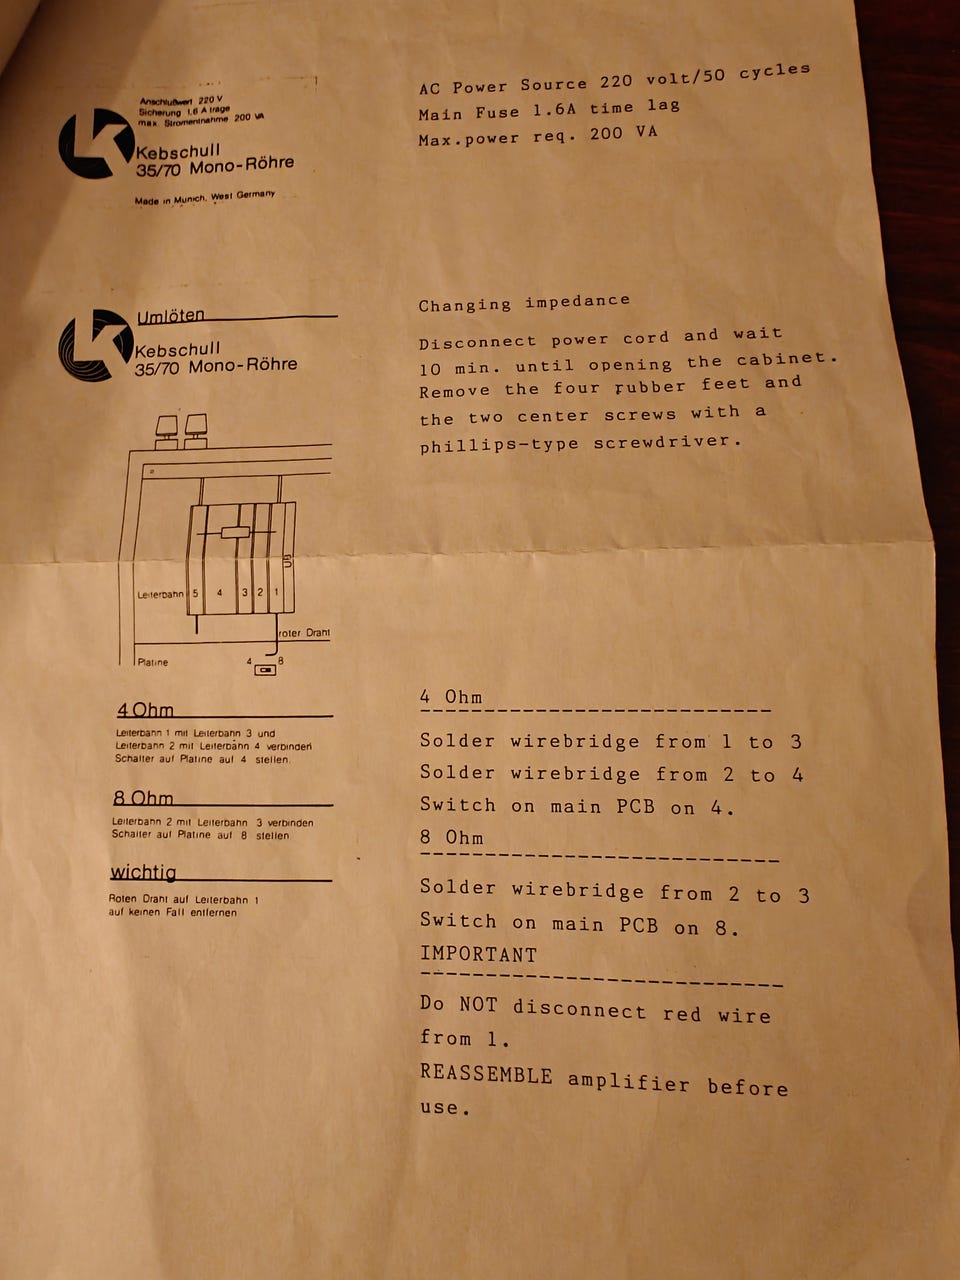 Anschlußwert 220 V
Sicherung 1,6 A träge
max. Stromentnahme 200 VA
Kebschull
35/70 Mono-Röhre
Made in Munich, West Germany
AC Power Source 220 volt/50 cycles
Main Fuse 1.6A time lag
Max.power req. 200 VA
Umlöten
Kebschull
35/70 Mono-Röhre
Changing impedance
Disconnect power cord and wait
10 min. until opening the cabinet.
Remove the four rubber feet and
the two center screws with a
phillips-type screwdriver.
Leiterbahn 5 4 3 2 1
roter Draht
Platine 4 8
4 Ohm
Leiterbahn 1 mit Leiterbahn 3 und
Leiterbahn 2 mit Leiterbahn 4 verbinden
Schalter auf Platine auf 4 stellen.
8 Ohm
Leiterbahn 2 mit Leiterbahn 3 verbinden
Schalter auf Platine auf 8 stellen
wichtig
Roten Draht auf Leiterbahn 1
auf keinen Fall entfernen
4 Ohm
Solder wirebridge from 1 to 3
Solder wirebridge from 2 to 4
Switch on main PCB on 4.
8 Ohm
Solder wirebridge from 2 to 3
Switch on main PCB on 8.
IMPORTANT
Do NOT disconnect red wire
from 1.
REASSEMBLE amplifier before
use.